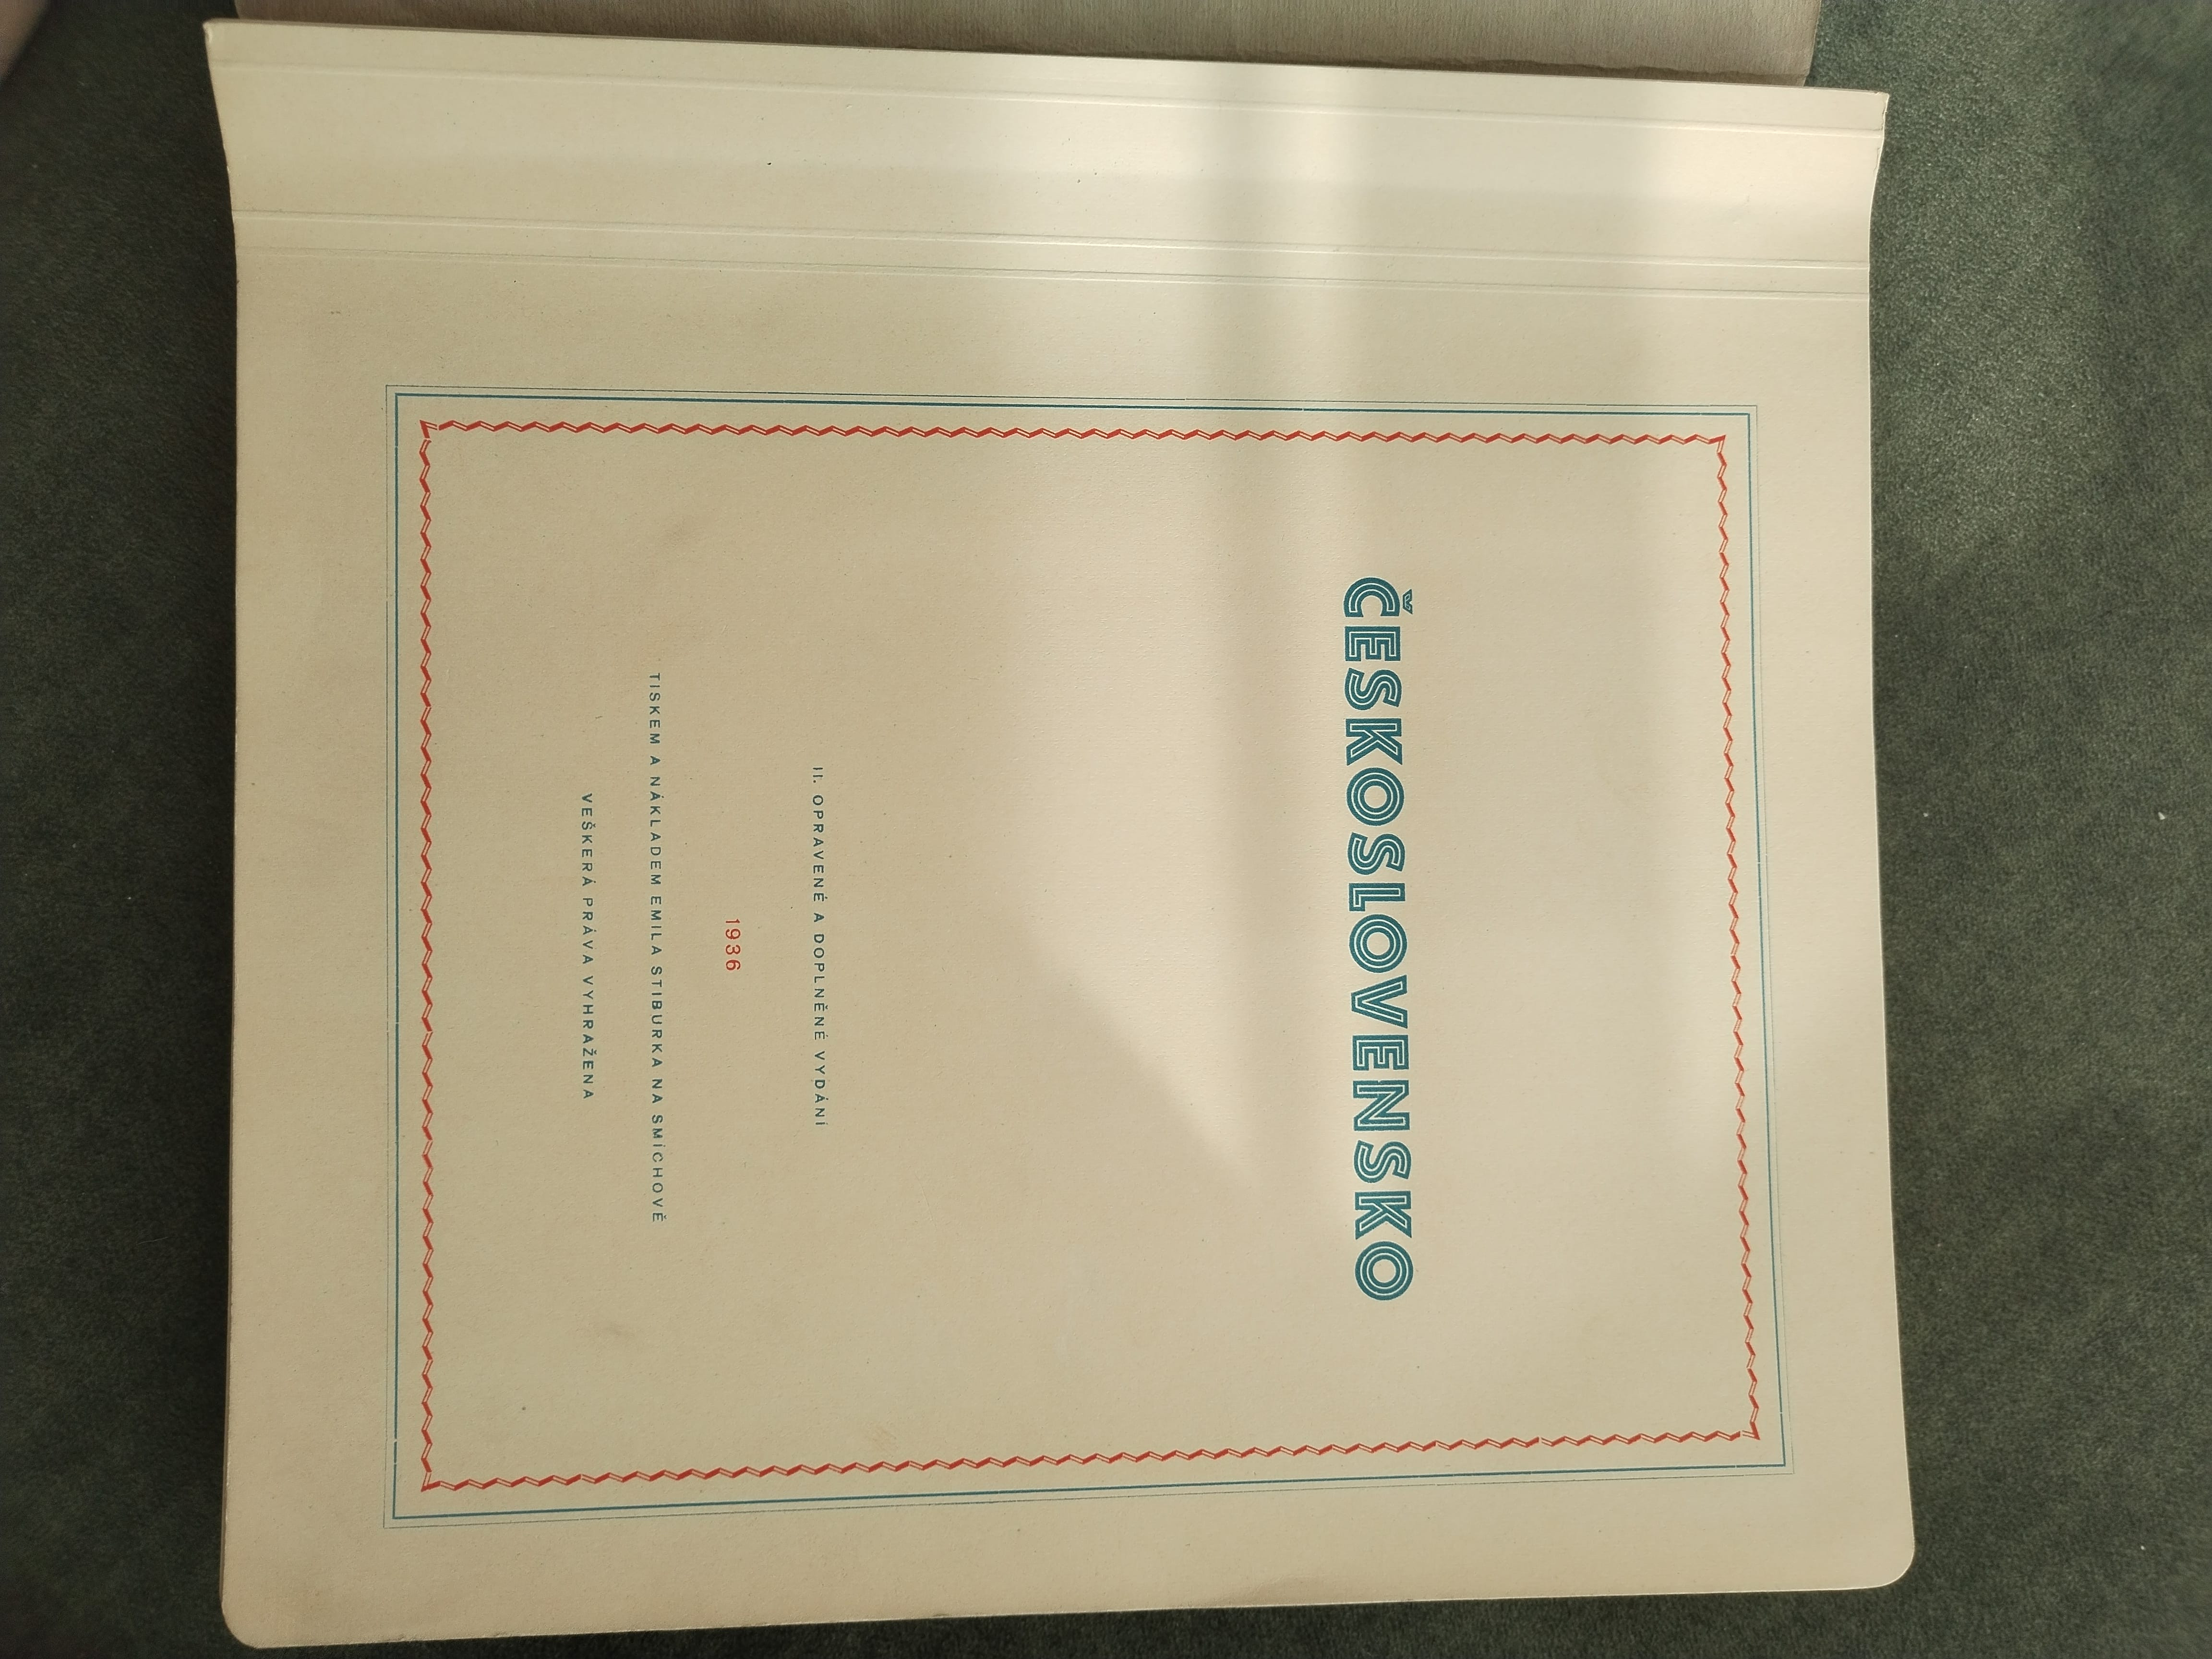 ČESKOSLOVENSKO
II. OPRAVENÉ A DOPLNĚNÉ VYDÁNÍ
1936
TISKEM A NÁKLADEM EMILA STIBURKA NA SMÍCHOVĚ
VEŠKERÁ PRÁVA VYHRAŽENA